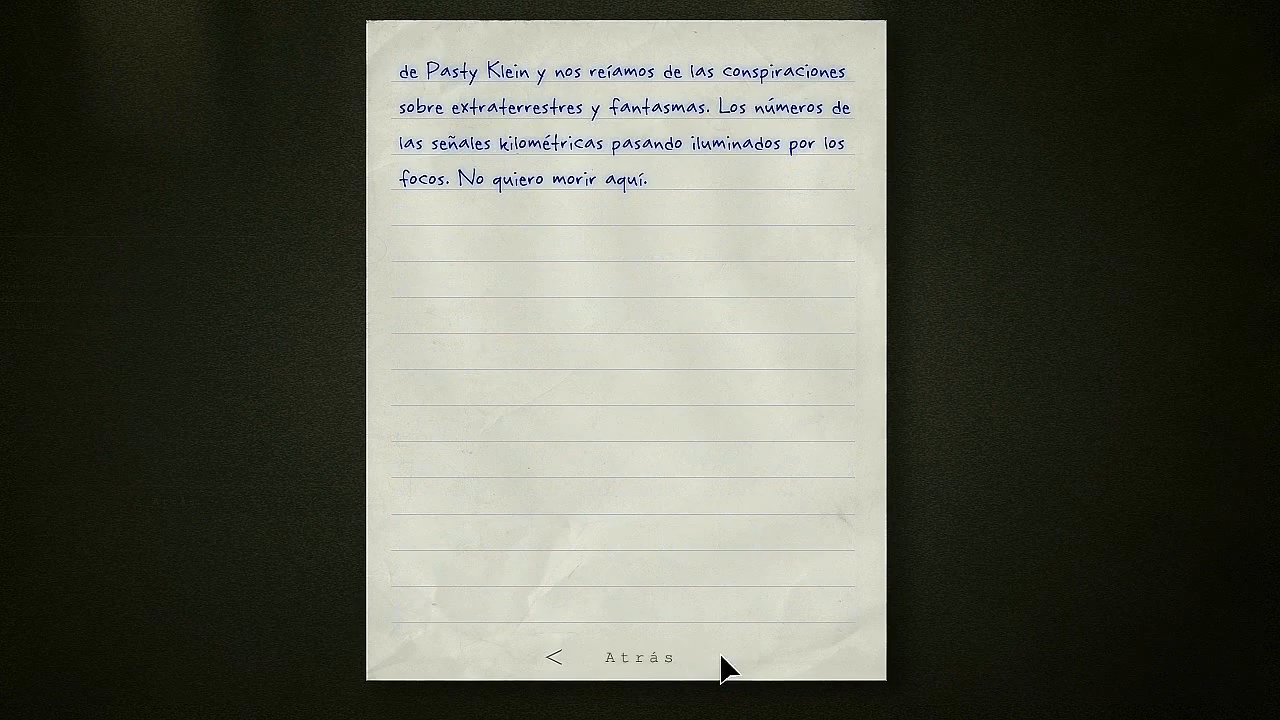 de Pasty Klein y nos reíamos de las conspiraciones
sobre extraterrestres y fantasmas. Los números de
las señales kilométricas pasando iluminados por los
focos. No quiero morir aquí.
< Atrás